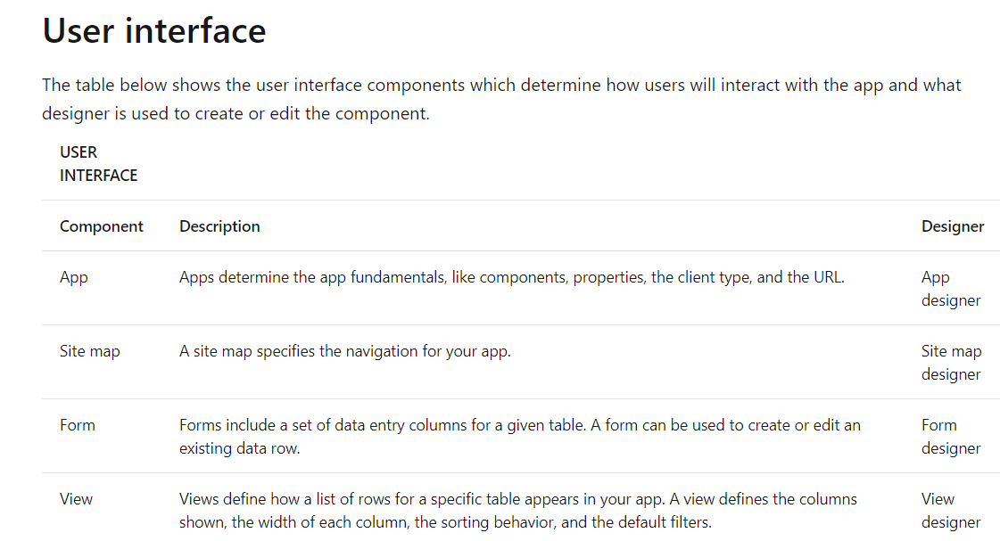 User interface
The table below shows the user interface components which determine how users will interact with the app and what
designer is used to create or edit the component.
USER
INTERFACE
Component Description Designer
App Apps determine the app fundamentals, like components, properties, the client type, and the URL. App
designer
Site map A site map specifies the navigation for your app. Site map
designer
Form Forms include a set of data entry columns for a given table. A form can be used to create or edit an Form
existing data row. designer
View Views define how a list of rows for a specific table appears in your app. A view defines the columns View
shown, the width of each column, the sorting behavior, and the default filters. designer